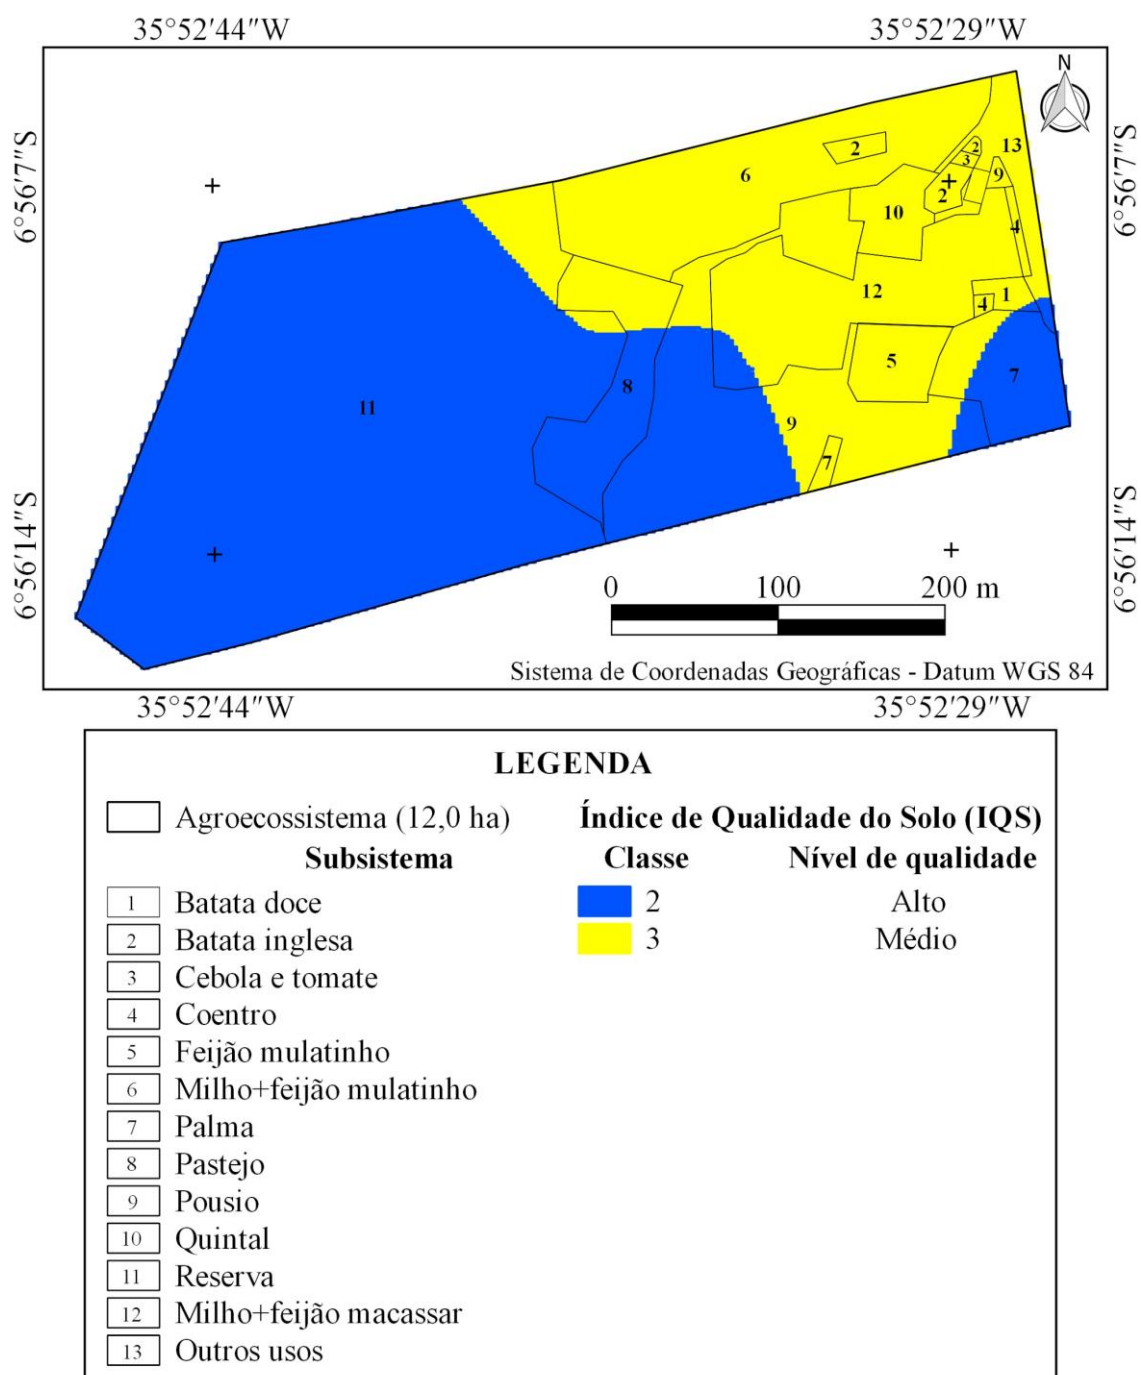 35°52′44″W 35°52′29″W
N
6°56′7″S
6°56′7″S
2
13
2
3
6
9
2
10
4
12
1
4
5
7
8
11
9
7
6°56′14″S
6°56′14″S
0 100 200 m
Sistema de Coordenadas Geográficas - Datum WGS 84
35°52′44″W 35°52′29″W
LEGENDA
Agroecossistema (12,0 ha)
Subsistema
1 Batata doce
2 Batata inglesa
3 Cebola e tomate
4 Coentro
5 Feijão mulatinho
6 Milho+feijão mulatinho
7 Palma
8 Pastejo
9 Pousio
10 Quintal
11 Reserva
12 Milho+feijão macassar
13 Outros usos
Índice de Qualidade do Solo (IQS)
Classe Nível de qualidade
2 Alto
3 Médio